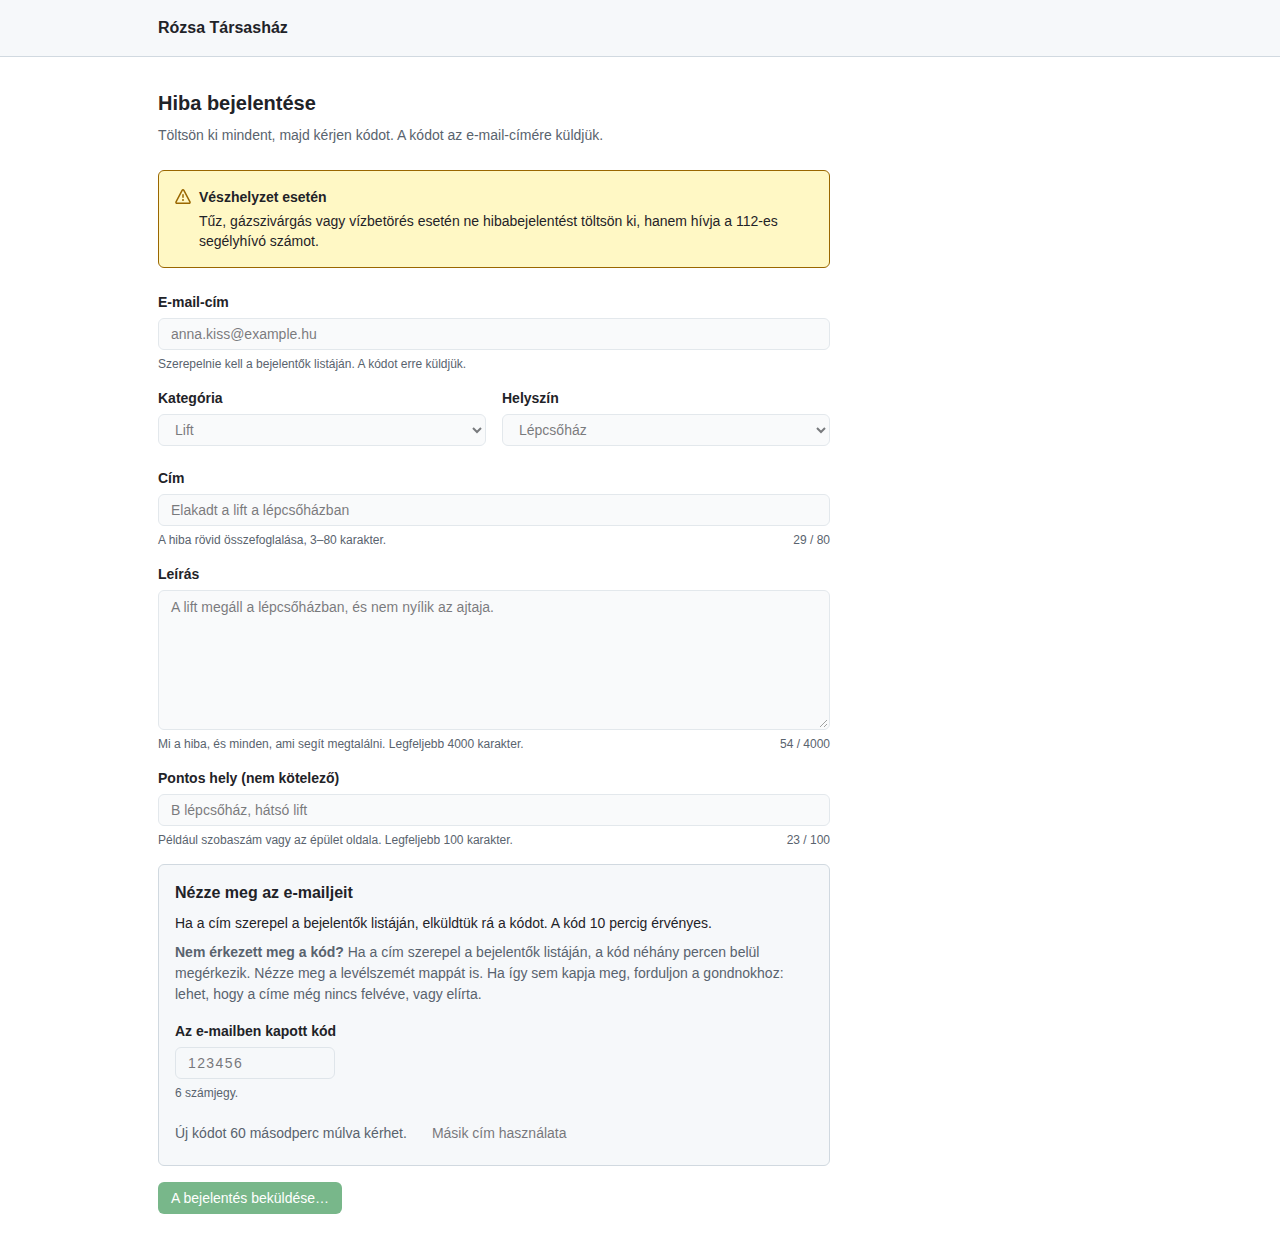 Rózsa Társasház
Hiba bejelentése
Töltsön ki mindent, majd kérjen kódot. A kódot az e-mail-címére küldjük.
Vészhelyzet esetén
Tűz, gázszivárgás vagy vízbetörés esetén ne hibabejelentést töltsön ki, hanem hívja a 112-es
segélyhívó számot.
E-mail-cím
anna.kiss@example.hu
Szerepelnie kell a bejelentők listáján. A kódot erre küldjük.
Kategória Helyszín
Lift Lépcsőház
Cím
Elakadt a lift a lépcsőházban
A hiba rövid összefoglalása, 3–80 karakter. 29 / 80
Leírás
A lift megáll a lépcsőházban, és nem nyílik az ajtaja.
Mi a hiba, és minden, ami segít megtalálni. Legfeljebb 4000 karakter. 54 / 4000
Pontos hely (nem kötelező)
B lépcsőház, hátsó lift
Például szobaszám vagy az épület oldala. Legfeljebb 100 karakter. 23 / 100
Nézze meg az e-mailjeit
Ha a cím szerepel a bejelentők listáján, elküldtük rá a kódot. A kód 10 percig érvényes.
Nem érkezett meg a kód? Ha a cím szerepel a bejelentők listáján, a kód néhány percen belül
megérkezik. Nézze meg a levélszemét mappát is. Ha így sem kapja meg, forduljon a gondnokhoz:
lehet, hogy a címe még nincs felvéve, vagy elírta.
Az e-mailben kapott kód
123456
6 számjegy.
Új kódot 60 másodperc múlva kérhet. Másik cím használata
A bejelentés beküldése…